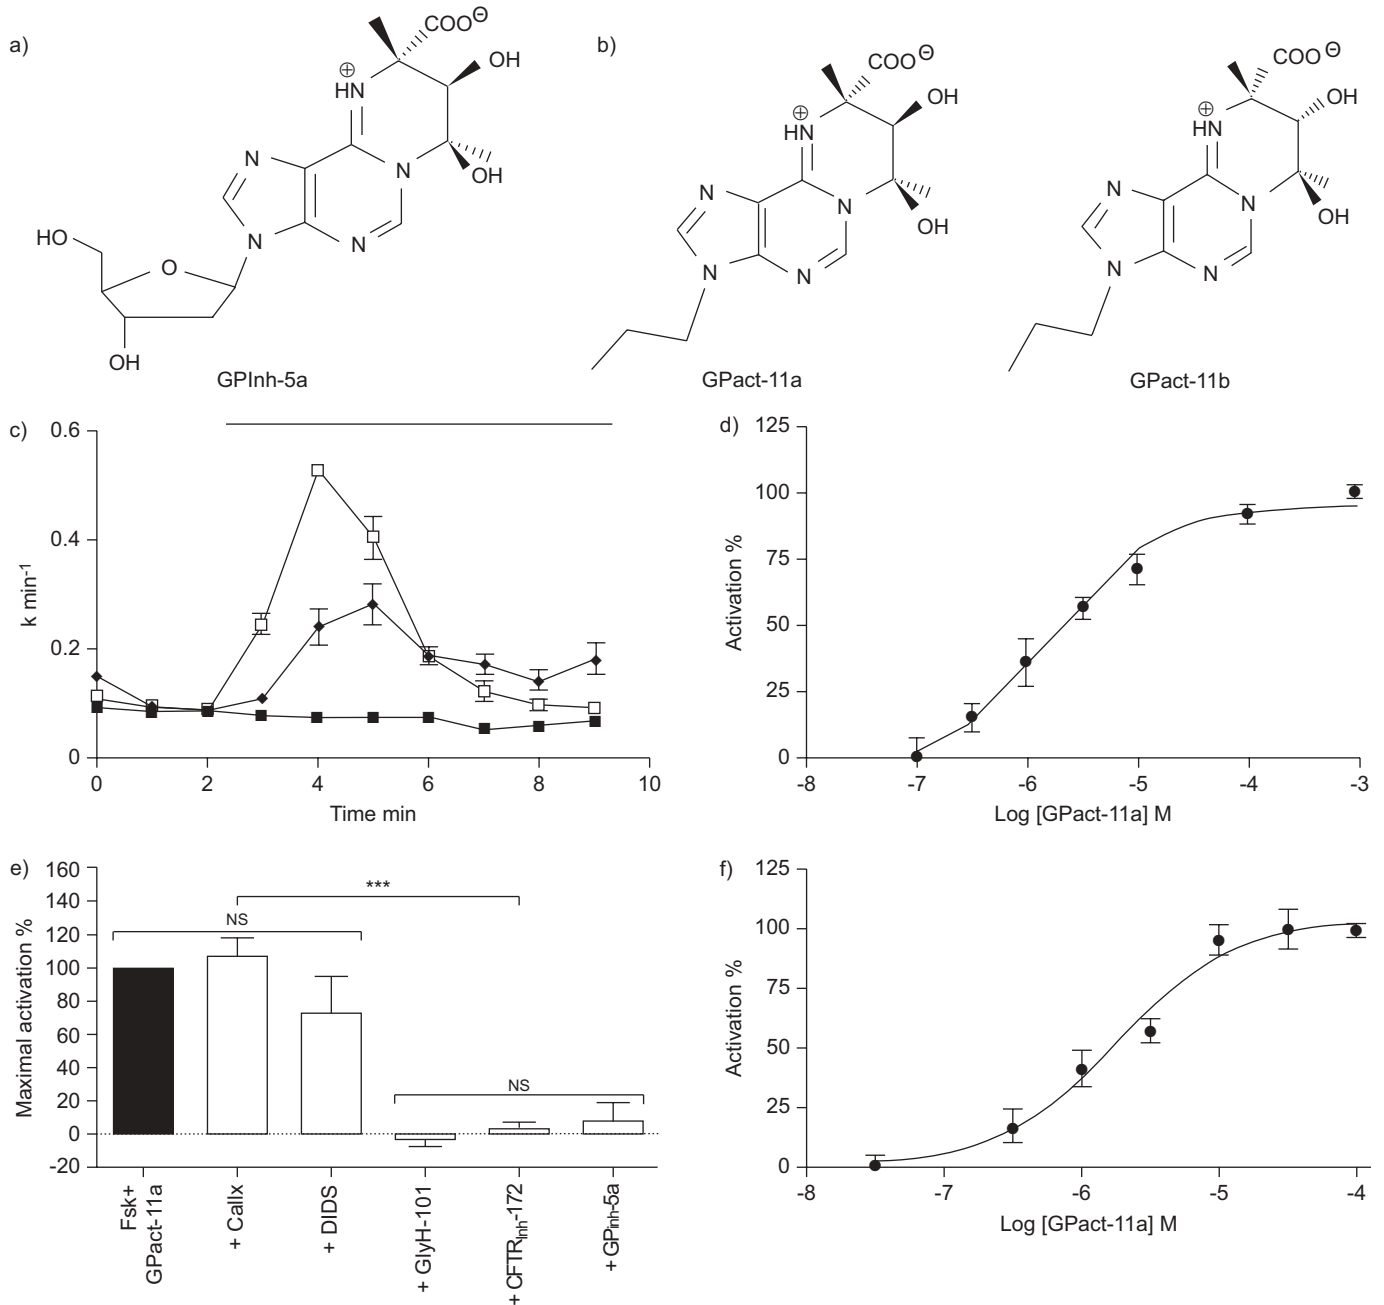 a)
COO⊖
OH
⊕
HN
N
N
OH
HO
N
N
O
OH
GPInh-5a
b)
COO⊖
OH
⊕
HN
N
N
OH
N
N
GPact-11a
COO⊖
OH
⊕
HN
N
N
OH
N
N
GPact-11b
c)
k min⁻¹
0.6
0.4
0.2
0
0 2 4 6 8 10
Time min
d)
Activation %
125
100
75
50
25
0
-8 -7 -6 -5 -4 -3
Log [GPact-11a] M
e)
Maximal activation %
160
140
120
100
80
60
40
20
0
-20
***
NS
NS
Fsk+
GPact-11a
+ Callx
+ DIDS
+ GlyH-101
+ CFTRInh-172
+ GPinh-5a
f)
Activation %
125
100
75
50
25
0
-8 -7 -6 -5 -4
Log [GPact-11a] M